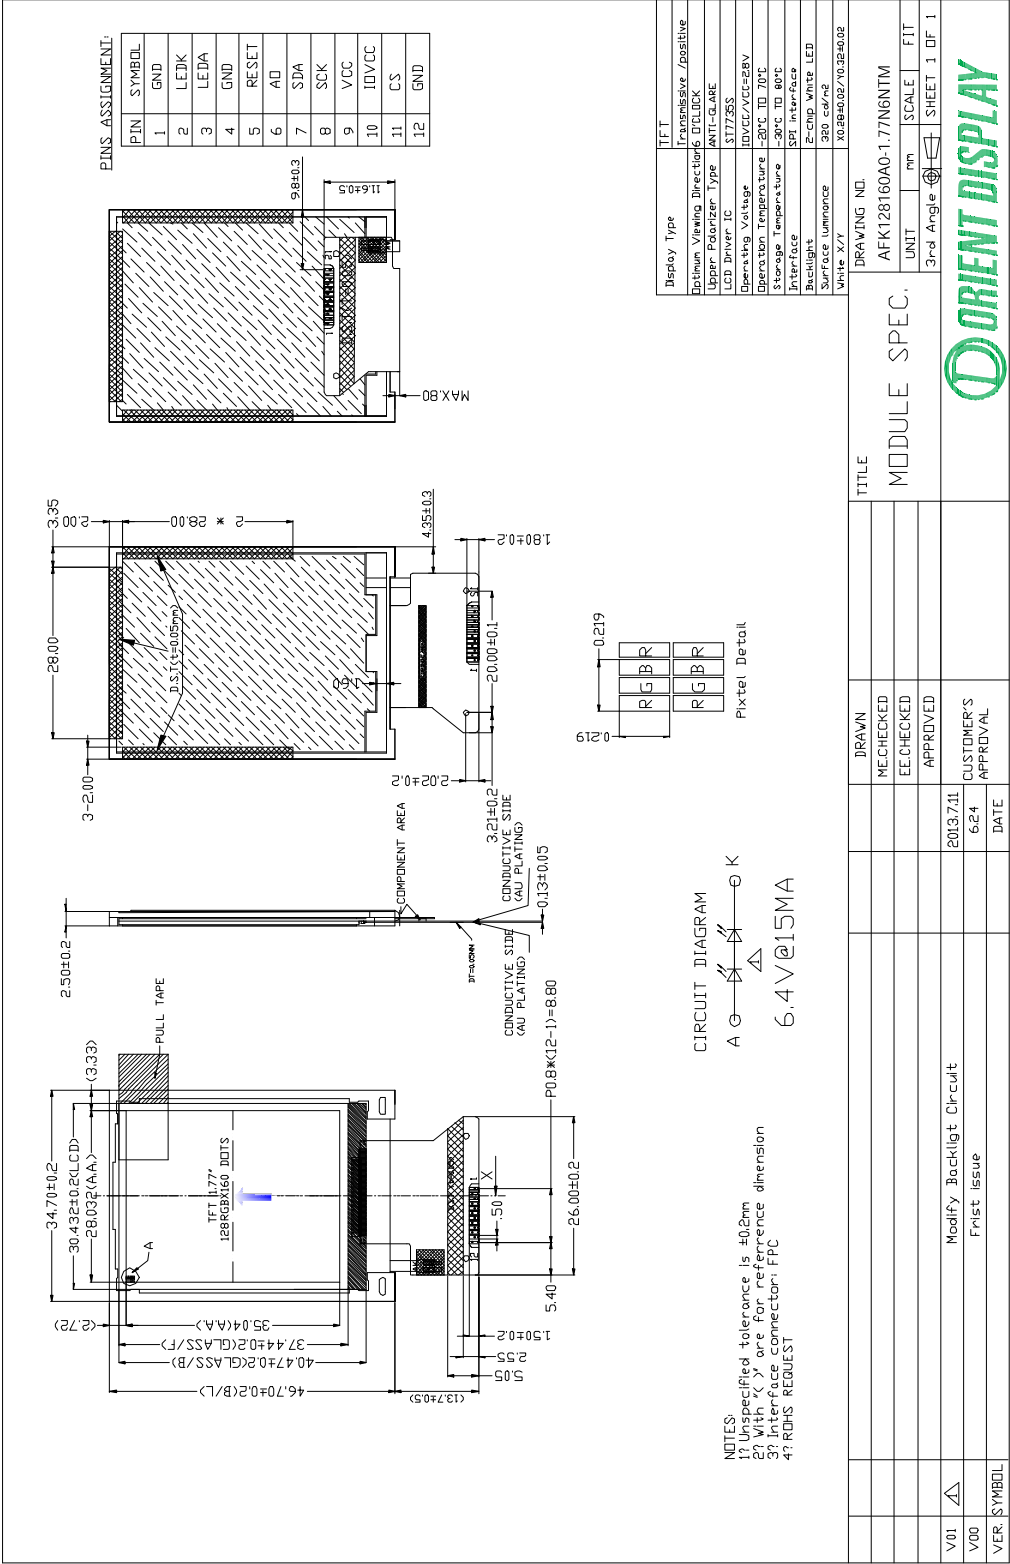 PINS ASSIGNMENT:
PIN SYMBOL
1 GND
2 LEDK
3 LEDA
4 GND
5 RESET
6 A0
7 SDA
8 SCK
9 VCC
10 IOVCC
11 CS
12 GND
34.70±0.2
30.432±0.2(LCD)
28.032(A.A.)
(3.33)
PULL TAPE
A
TFT 1.77"
128RGBX160 DOTS
(2.72)
35.04(A.A.)
37.44±0.2(GLASS/F)
40.47±0.2(GLASS/B)
46.70±0.2(B/L)
(13.7±0.5)
1.50±0.2
2.55
5.05
5.40
.50
X
12
1
P0.8*(12-1)=8.80
26.00±0.2
2.50±0.2
COMPONENT AREA
CONDUCTIVE SIDE
(AU PLATING)
CONDUCTIVE SIDE
(AU PLATING)
DT=0.05MM
0.13±0.05
3-2.00
28.00
3.35
2.00
2 * 28.00
D.S.T(t=0.05mm)
1.60
4.35±0.3
1.80±0.2
20.00±0.1
2.02±0.2
3.21±0.2
1
9.8±0.3
11.6±0.5
MAX.80
1
12
0.219
0.219
R G B R
R G B R
Pixtel Detail
CIRCUIT DIAGRAM
A K
1
6.4V@15MA
NOTES:
1? Unspecified tolerance is ±0.2mm
2? With "( )" are for referrence dimension
3? Interface connector: FPC
4? ROHS REQUEST
Display Type TFT
Transmissive /positive
Optimum Viewing Direction 6 O'CLOCK
Upper Polarizer Type ANTI-GLARE
LCD Driver IC ST7735S
Operating Voltage IOVCC/VCC=2.8V
Operation Temperature -20°C TO 70°C
Storage Temperature -30°C TO 80°C
Interface SPI interface
Backlight 2-chip White LED
Surface luminance 320 cd/m2
White X,Y X0.28±0.02/Y0.32±0.02
V01 1 Modify Backligt Circuit 2013.7.11
V00 Frist issue 6.24
VER. SYMBOL DATE
DRAWN
ME.CHECKED
EE.CHECKED
APPROVED
CUSTOMER'S
APPROVAL
TITLE
MODULE SPEC.
DRAWING NO.
AFK128160A0-1.77N6NTM
UNIT mm SCALE FIT
3rd Angle SHEET 1 OF 1
ORIENT DISPLAY